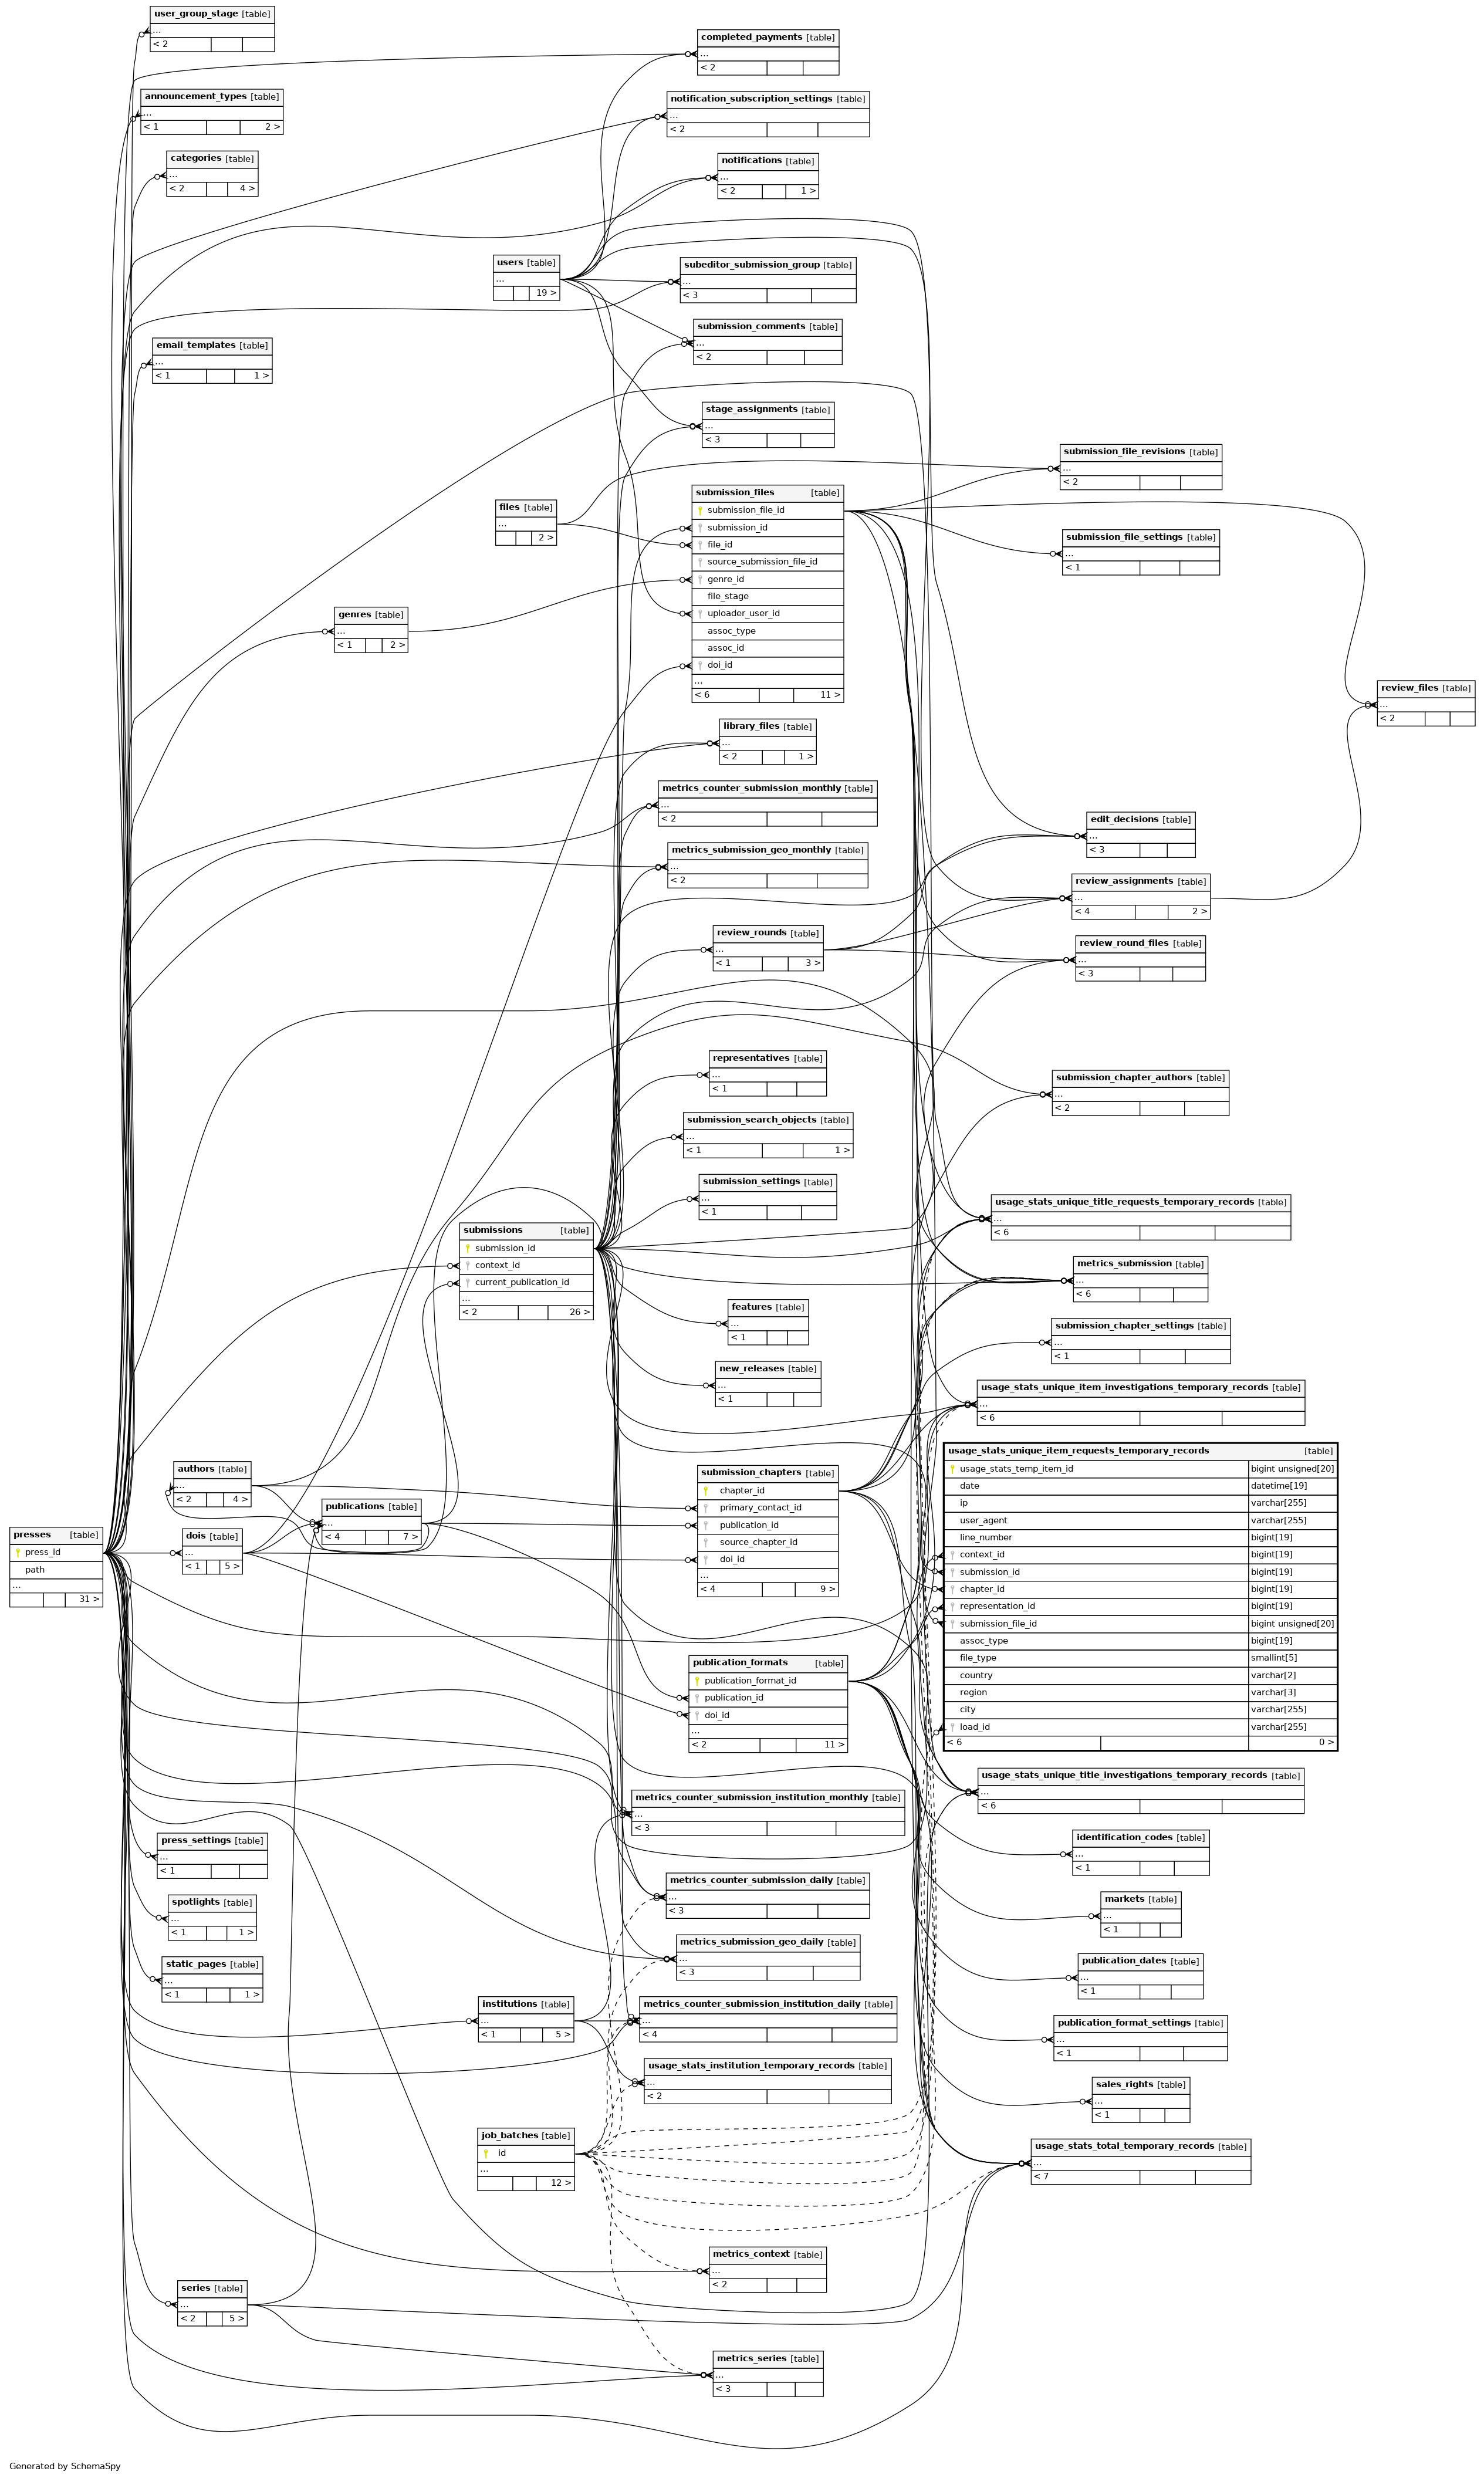 user_group_stage [table]
...
< 2
completed_payments [table]
...
< 2
announcement_types [table]
...
< 1 2 >
notification_subscription_settings [table]
...
< 2
categories [table]
...
< 2 4 >
notifications [table]
...
< 2 1 >
users [table]
...
19 >
subeditor_submission_group [table]
...
< 3
submission_comments [table]
...
< 2
email_templates [table]
...
< 1 1 >
stage_assignments [table]
...
< 3
submission_file_revisions [table]
...
< 2
files [table]
...
2 >
submission_files [table]
submission_file_id
submission_id
file_id
source_submission_file_id
genre_id
file_stage
uploader_user_id
assoc_type
assoc_id
doi_id
...
< 6 11 >
submission_file_settings [table]
...
< 1
genres [table]
...
< 1 2 >
review_files [table]
...
< 2
library_files [table]
...
< 2 1 >
metrics_counter_submission_monthly [table]
...
< 2
edit_decisions [table]
...
< 3
metrics_submission_geo_monthly [table]
...
< 2
review_assignments [table]
...
< 4 2 >
review_rounds [table]
...
< 1 3 >
review_round_files [table]
...
< 3
representatives [table]
...
< 1
submission_chapter_authors [table]
...
< 2
submission_search_objects [table]
...
< 1 1 >
submission_settings [table]
...
< 1
usage_stats_unique_title_requests_temporary_records [table]
...
< 6
submissions [table]
submission_id
context_id
current_publication_id
...
< 2 26 >
metrics_submission [table]
...
< 6
features [table]
...
< 1
submission_chapter_settings [table]
...
< 1
new_releases [table]
...
< 1
usage_stats_unique_item_investigations_temporary_records [table]
...
< 6
usage_stats_unique_item_requests_temporary_records [table]
usage_stats_temp_item_id bigint unsigned[20]
date datetime[19]
ip varchar[255]
user_agent varchar[255]
line_number bigint[19]
context_id bigint[19]
submission_id bigint[19]
chapter_id bigint[19]
representation_id bigint[19]
submission_file_id bigint unsigned[20]
assoc_type bigint[19]
file_type smallint[5]
country varchar[2]
region varchar[3]
city varchar[255]
load_id varchar[255]
< 6 0 >
authors [table]
...
< 2 4 >
submission_chapters [table]
chapter_id
primary_contact_id
publication_id
source_chapter_id
doi_id
...
< 4 9 >
publications [table]
...
< 4 7 >
presses [table]
press_id
path
...
31 >
dois [table]
...
< 1 5 >
publication_formats [table]
publication_format_id
publication_id
doi_id
...
< 2 11 >
usage_stats_unique_title_investigations_temporary_records [table]
...
< 6
metrics_counter_submission_institution_monthly [table]
...
< 3
press_settings [table]
...
< 1
identification_codes [table]
...
< 1
metrics_counter_submission_daily [table]
...
< 3
spotlights [table]
...
< 1 1 >
markets [table]
...
< 1
metrics_submission_geo_daily [table]
...
< 3
static_pages [table]
...
< 1 1 >
publication_dates [table]
...
< 1
institutions [table]
...
< 1 5 >
metrics_counter_submission_institution_daily [table]
...
< 4
publication_format_settings [table]
...
< 1
usage_stats_institution_temporary_records [table]
...
< 2
sales_rights [table]
...
< 1
job_batches [table]
id
...
12 >
usage_stats_total_temporary_records [table]
...
< 7
metrics_context [table]
...
< 2
series [table]
...
< 2 5 >
metrics_series [table]
...
< 3
Generated by SchemaSpy